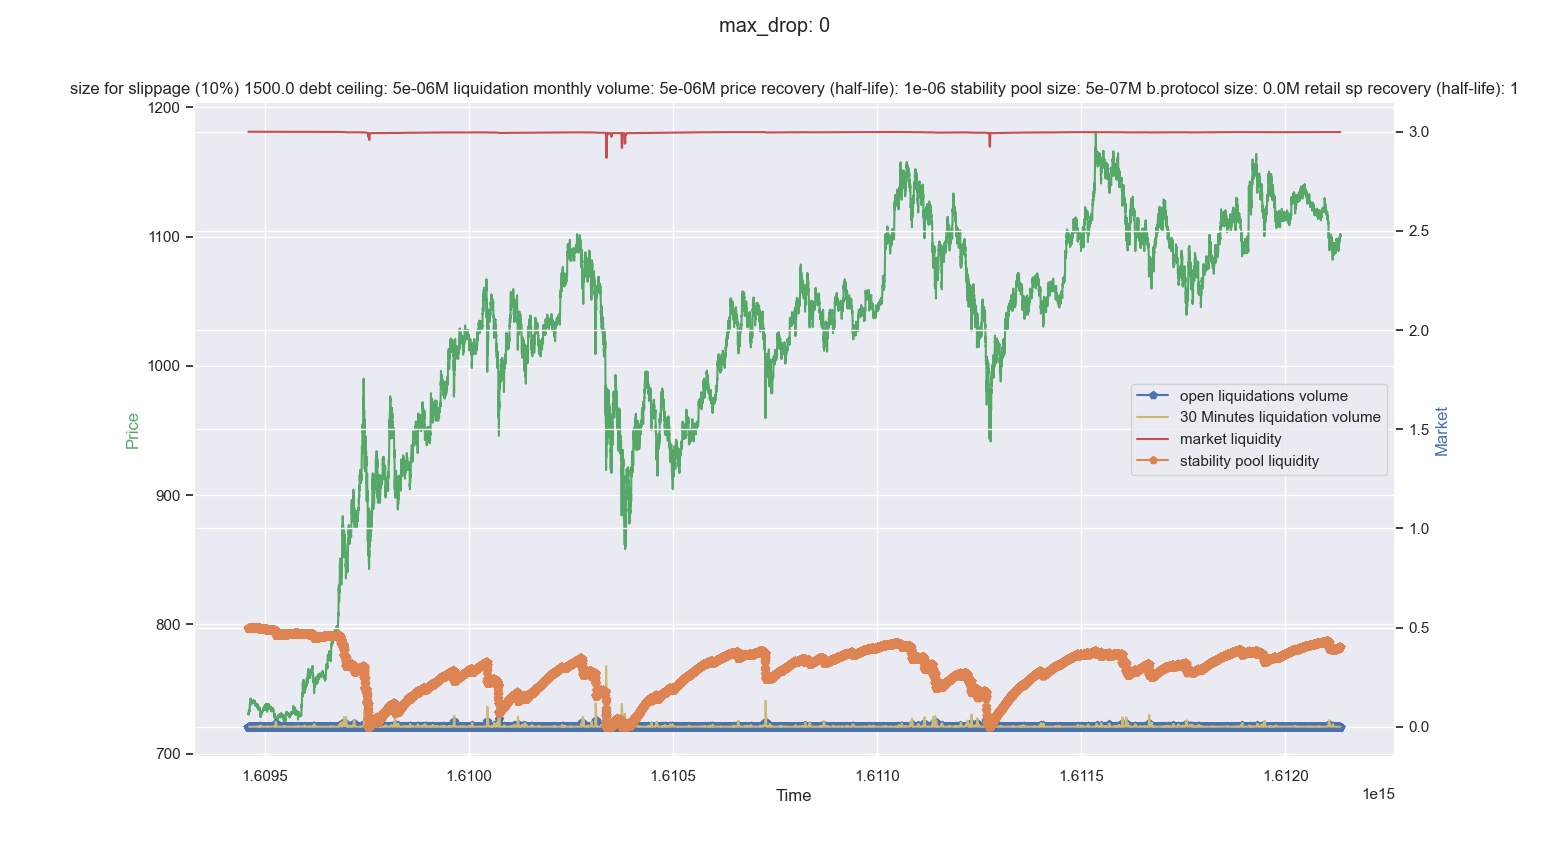 max_drop: 0
size for slippage (10%) 1500.0 debt ceiling: 5e-06M liquidation monthly volume: 5e-06M price recovery (half-life): 1e-06 stability pool size: 5e-07M b.protocol size: 0.0M retail sp recovery (half-life): 1
1200
1100
1000
900
800
700
Price
3.0
2.5
2.0
1.5
1.0
0.5
0.0
Market
open liquidations volume
30 Minutes liquidation volume
market liquidity
stability pool liquidity
1.6095 1.6100 1.6105 1.6110 1.6115 1.6120
Time
1e15